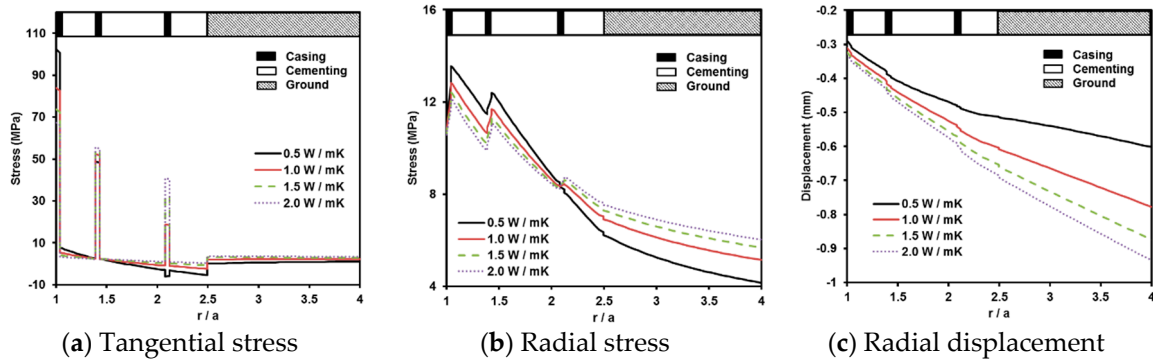 110
90
70
50
30
10
-10
Stress (MPa)
Casing
Cementing
Ground
0.5 W / mK
1.0 W / mK
1.5 W / mK
2.0 W / mK
1 1.5 2 2.5 3 3.5 4
r / a
(a) Tangential stress
16
12
8
4
Stress (MPa)
Casing
Cementing
Ground
0.5 W / mK
1.0 W / mK
1.5 W / mK
2.0 W / mK
1 1.5 2 2.5 3 3.5 4
r / a
(b) Radial stress
-0.2
-0.3
-0.4
-0.5
-0.6
-0.7
-0.8
-0.9
-1
Displacement (mm)
Casing
Cementing
Ground
0.5 W / mK
1.0 W / mK
1.5 W / mK
2.0 W / mK
1 1.5 2 2.5 3 3.5 4
r / a
(c) Radial displacement